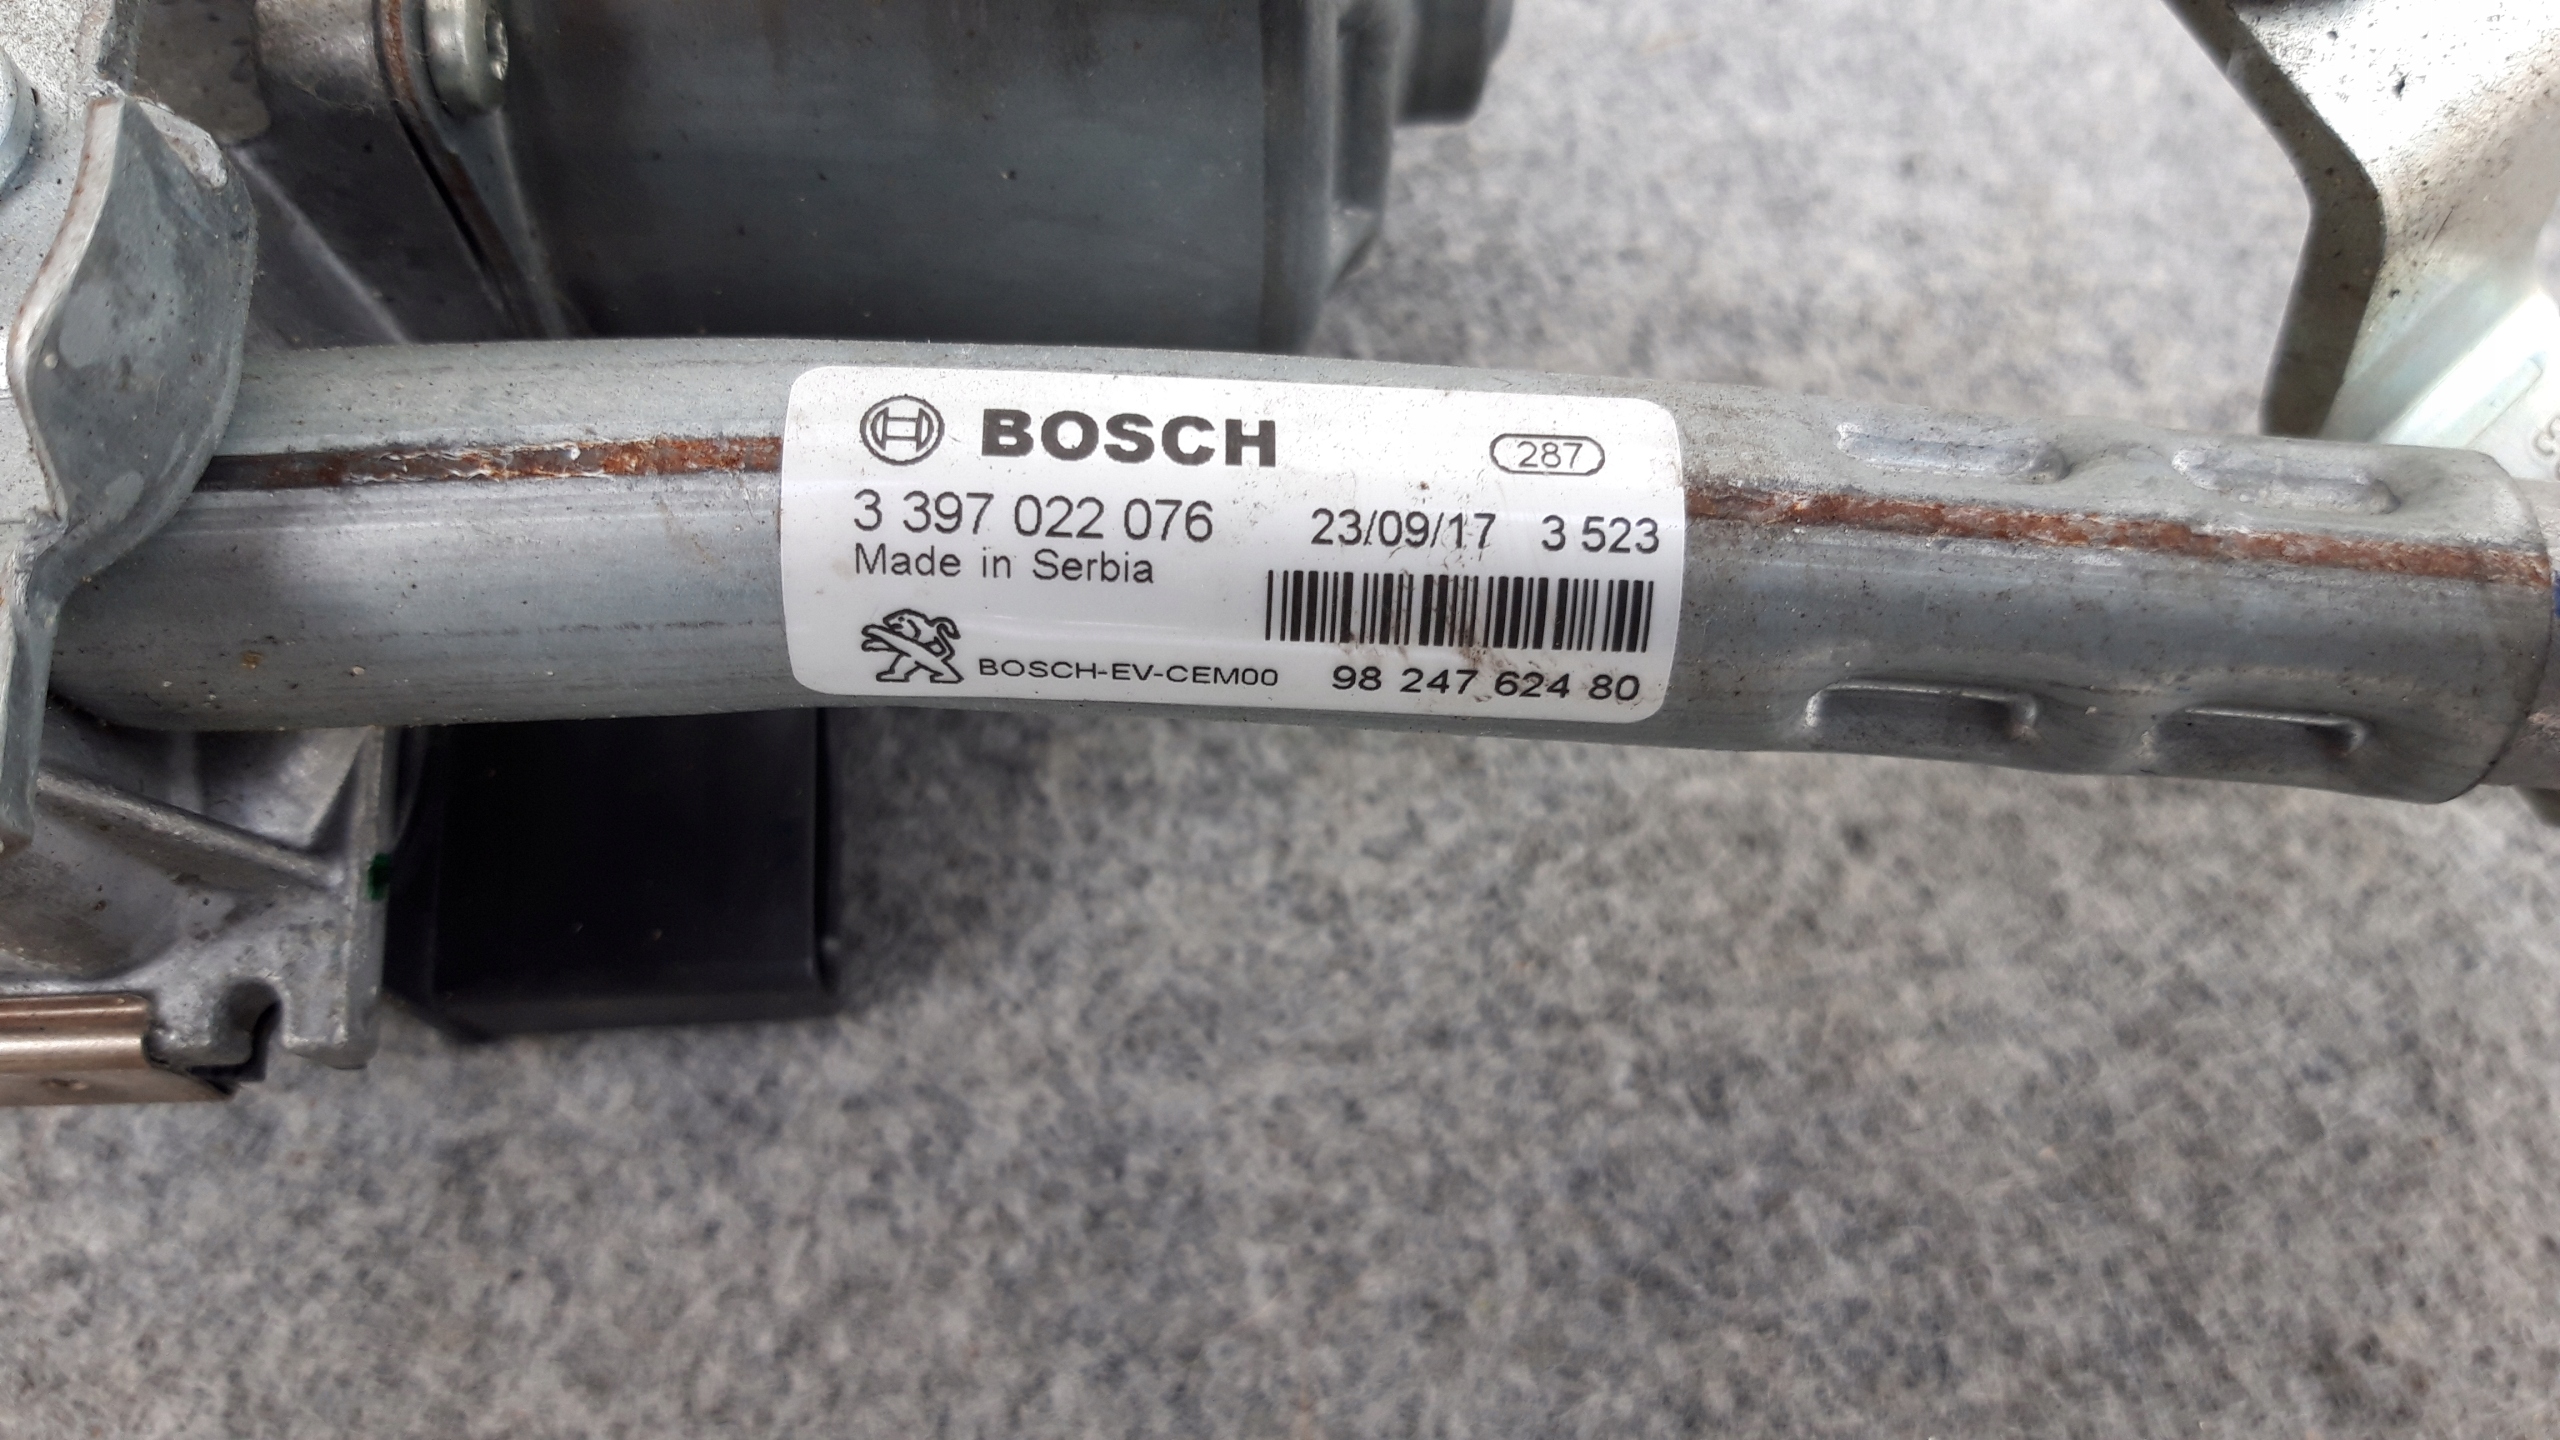 BOSCH 287
3 397 022 076 23/09/17 3 523
Made in Serbia
BOSCH-EV-CEM00 98 247 624 80